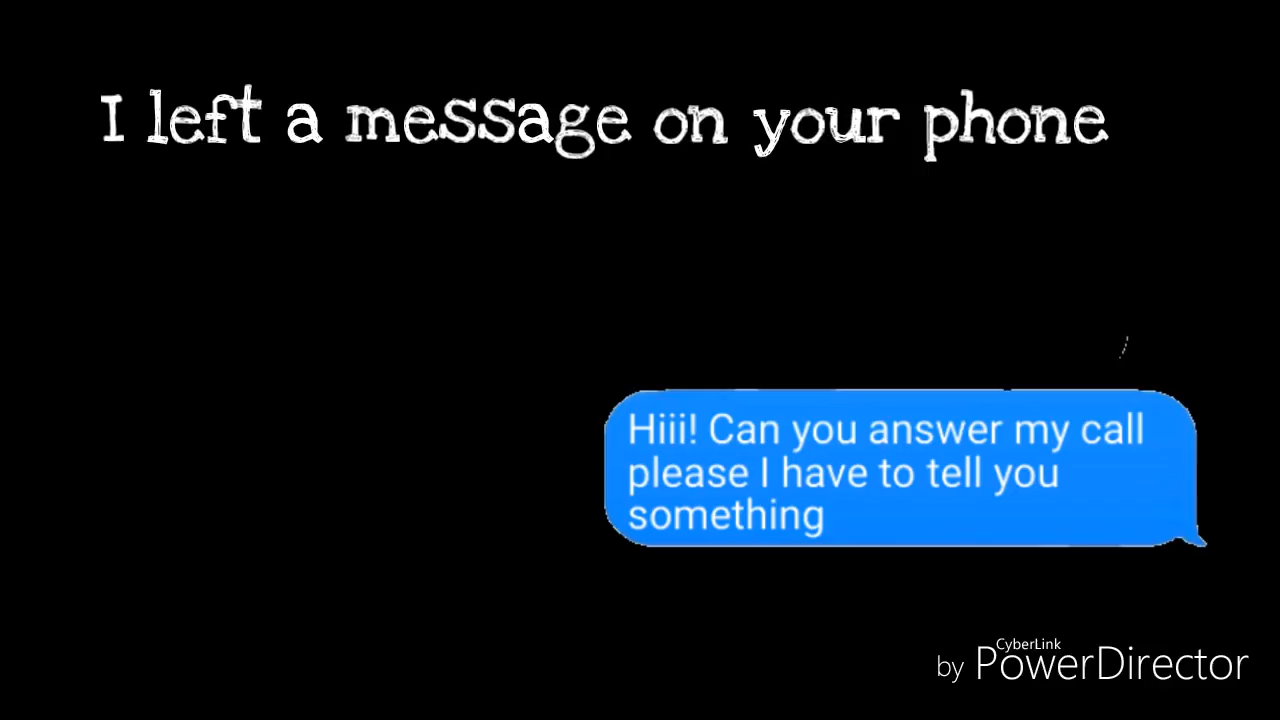 I left a message on your phone
Hiii! Can you answer my call
please I have to tell you
something
CyberLink
by PowerDirector